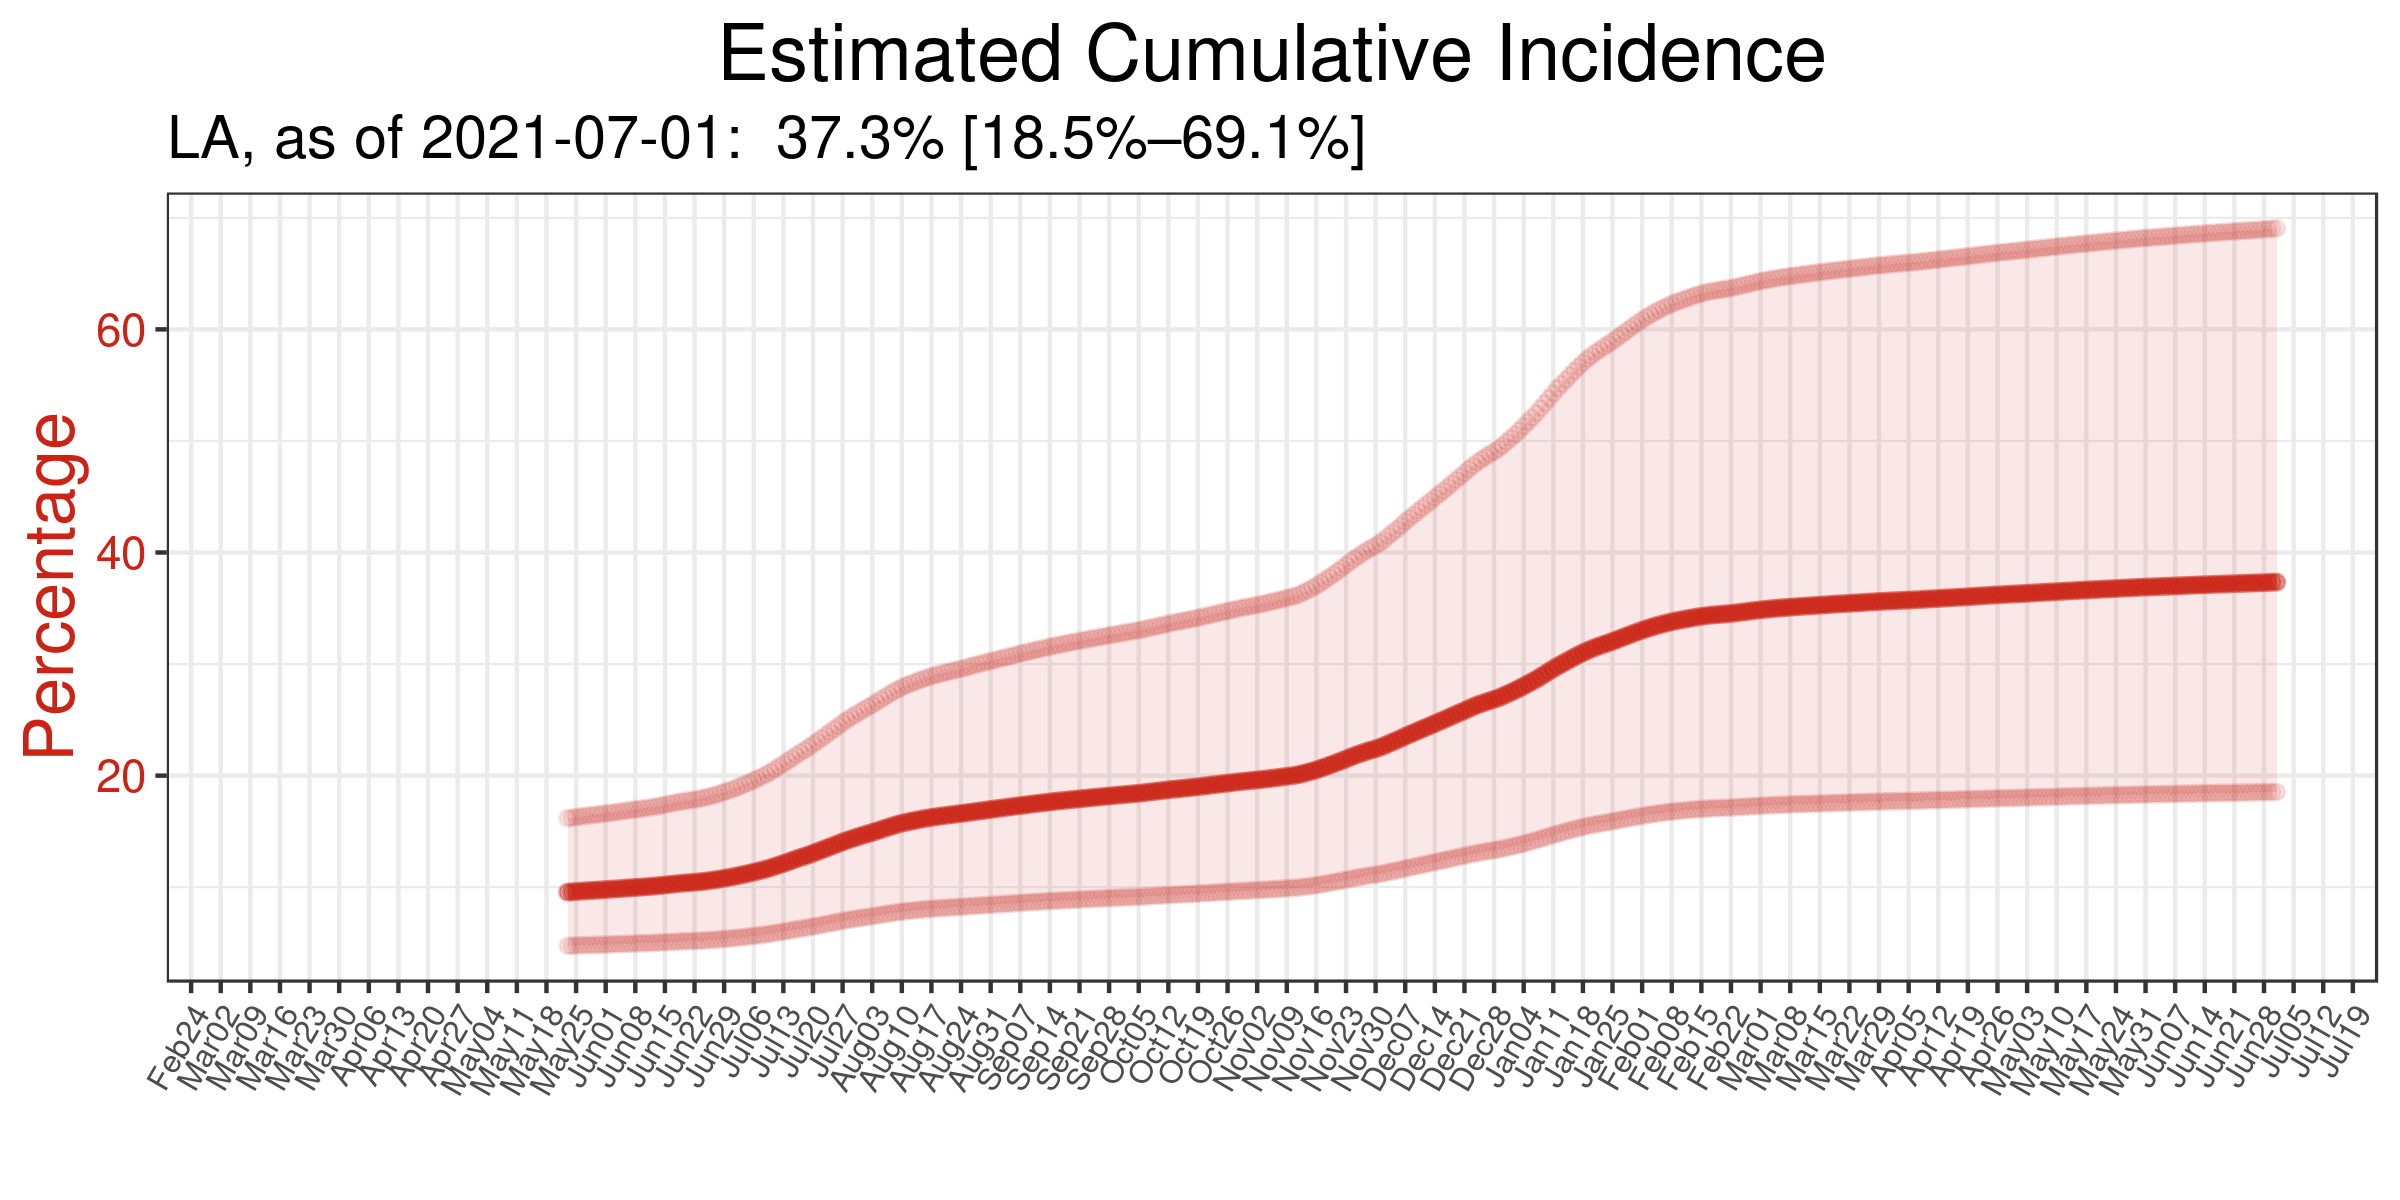 Estimated Cumulative Incidence
LA, as of 2021-07-01:  37.3% [18.5%–69.1%]
Percentage
60
40
20
Feb24
Mar02
Mar09
Mar16
Mar23
Mar30
Apr06
Apr13
Apr20
Apr27
May04
May11
May18
May25
Jun01
Jun08
Jun15
Jun22
Jun29
Jul06
Jul13
Jul20
Jul27
Aug03
Aug10
Aug17
Aug24
Aug31
Sep07
Sep14
Sep21
Sep28
Oct05
Oct12
Oct19
Oct26
Nov02
Nov09
Nov16
Nov23
Nov30
Dec07
Dec14
Dec21
Dec28
Jan04
Jan11
Jan18
Jan25
Feb01
Feb08
Feb15
Feb22
Mar01
Mar08
Mar15
Mar22
Mar29
Apr05
Apr12
Apr19
Apr26
May03
May10
May17
May24
May31
Jun07
Jun14
Jun21
Jun28
Jul05
Jul12
Jul19